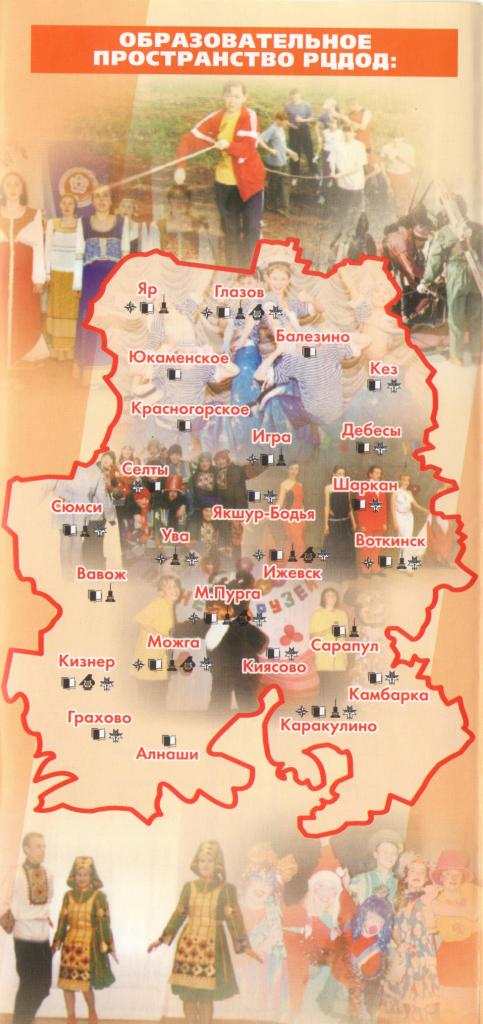 ОБРАЗОВАТЕЛЬНОЕ
ПРОСТРАНСТВО РЦДОД:
Яр
Глазов
Балезино
Юкаменское
Кез
Красногорское
Игра
Дебесы
Селты
Шаркан
Сюмси
Якшур-Бодья
Ува
Воткинск
Вавож
Ижевск
М.Пурга
Можга
Сарапул
Кизнер
Киясово
Камбарка
Грахово
Каракулино
Алнаши